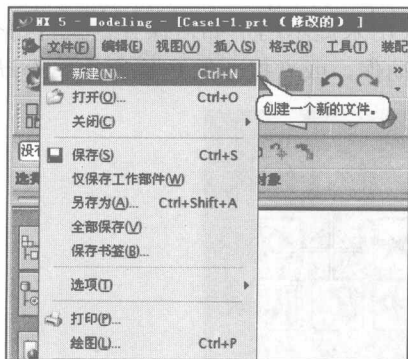 NX 5 - Modeling - [Case1-1.prt （修改的） ]
文件(F) 编辑(E) 视图(V) 插入(S) 格式(R) 工具(T) 装配
新建(N)... Ctrl+N
打开(O)... Ctrl+O
创建一个新的文件。
关闭(C)
保存(S) Ctrl+S
仅保存工作部件(W)
另存为(A)... Ctrl+Shift+A
对象
全部保存(V)
保存书签(B)...
选项(T)
打印(P)...
绘图(L)... Ctrl+P